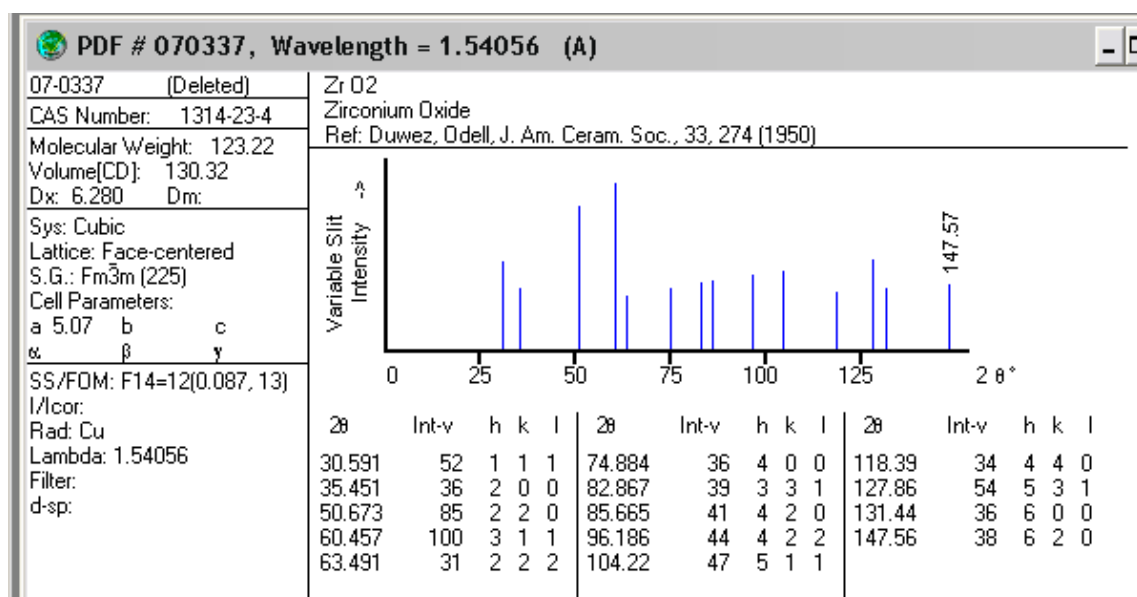 PDF # 070337, Wavelength = 1.54056 (A)
07-0337 (Deleted)
CAS Number: 1314-23-4
Molecular Weight: 123.22
Volume[CD]: 130.32
Dx: 6.280 Dm:
Sys: Cubic
Lattice: Face-centered
S.G.: Fm3̅m (225)
Cell Parameters:
a 5.07 b c
α β γ
SS/FOM: F14=12(0.087, 13)
I/Icor:
Rad: Cu
Lambda: 1.54056
Filter:
d-sp:
Zr O2
Zirconium Oxide
Ref: Duwez, Odell, J. Am. Ceram. Soc., 33, 274 (1950)
Variable Slit
Intensity ->
147.57
0 25 50 75 100 125 2 θ°
2θ Int-v h k l 2θ Int-v h k l 2θ Int-v h k l
30.591 52 1 1 1 74.884 36 4 0 0 118.39 34 4 4 0
35.451 36 2 0 0 82.867 39 3 3 1 127.86 54 5 3 1
50.673 85 2 2 0 85.665 41 4 2 0 131.44 36 6 0 0
60.457 100 3 1 1 96.186 44 4 2 2 147.56 38 6 2 0
63.491 31 2 2 2 104.22 47 5 1 1